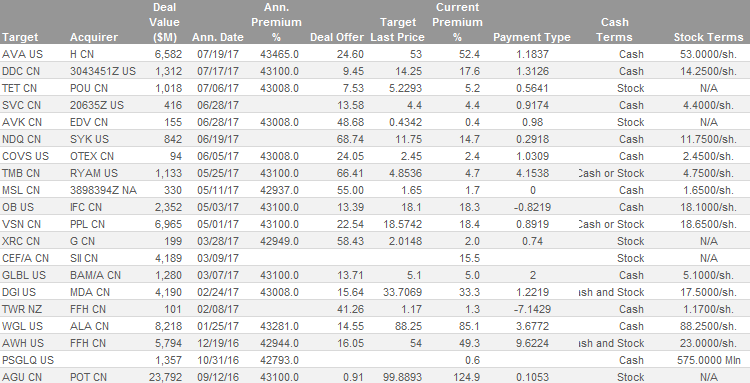 Deal Ann. Current
Value Premium Target Premium Cash
Target Acquirer ($M) Ann. Date % Deal Offer Last Price % Payment Type Terms Stock Terms
AVA US H CN 6,582 07/19/17 43465.0 24.60 53 52.4 1.1837 Cash 53.0000/sh.
DDC CN 3043451Z US 1,312 07/17/17 43100.0 9.45 14.25 17.6 1.3126 Cash 14.2500/sh.
TET CN POU CN 1,018 07/06/17 43008.0 7.53 5.2293 5.2 0.5641 Stock N/A
SVC CN 20635Z US 416 06/28/17 13.58 4.4 4.4 0.9174 Cash 4.4000/sh.
AVK CN EDV CN 155 06/28/17 43008.0 48.68 0.4342 0.4 0.98 Stock N/A
NDQ CN SYK US 842 06/19/17 68.74 11.75 14.7 0.2918 Cash 11.7500/sh.
COVS US OTEX CN 94 06/05/17 43008.0 24.05 2.45 2.4 1.0309 Cash 2.4500/sh.
TMB CN RYAM US 1,133 05/25/17 43100.0 66.41 4.8536 4.7 4.1538 Cash or Stock 4.7500/sh.
MSL CN 3898394Z NA 330 05/11/17 42937.0 55.00 1.65 1.7 0 Cash 1.6500/sh.
OB US IFC CN 2,352 05/03/17 43100.0 13.39 18.1 18.3 -0.8219 Cash 18.1000/sh.
VSN CN PPL CN 6,965 05/01/17 43100.0 22.54 18.5742 18.4 0.8919 Cash or Stock 18.6500/sh.
XRC CN G CN 199 03/28/17 42949.0 58.43 2.0148 2.0 0.74 Stock N/A
CEF/A CN SII CN 4,189 03/09/17 15.5 Stock N/A
GLBL US BAM/A CN 1,280 03/07/17 43100.0 13.71 5.1 5.0 2 Cash 5.1000/sh.
DGI US MDA CN 4,190 02/24/17 43008.0 15.64 33.7069 33.3 1.2219 ash and Stock 17.5000/sh.
TWR NZ FFH CN 101 02/08/17 41.26 1.17 1.3 -7.1429 Cash 1.1700/sh.
WGL US ALA CN 8,218 01/25/17 43281.0 14.55 88.25 85.1 3.6772 Cash 88.2500/sh.
AWH US FFH CN 5,794 12/19/16 42944.0 16.05 54 49.3 9.6224 ash and Stock 23.0000/sh.
PSGLQ US 1,357 10/31/16 42793.0 0.6 Cash 575.0000 Mln
AGU CN POT CN 23,792 09/12/16 43100.0 0.91 99.8893 124.9 0.1053 Stock N/A